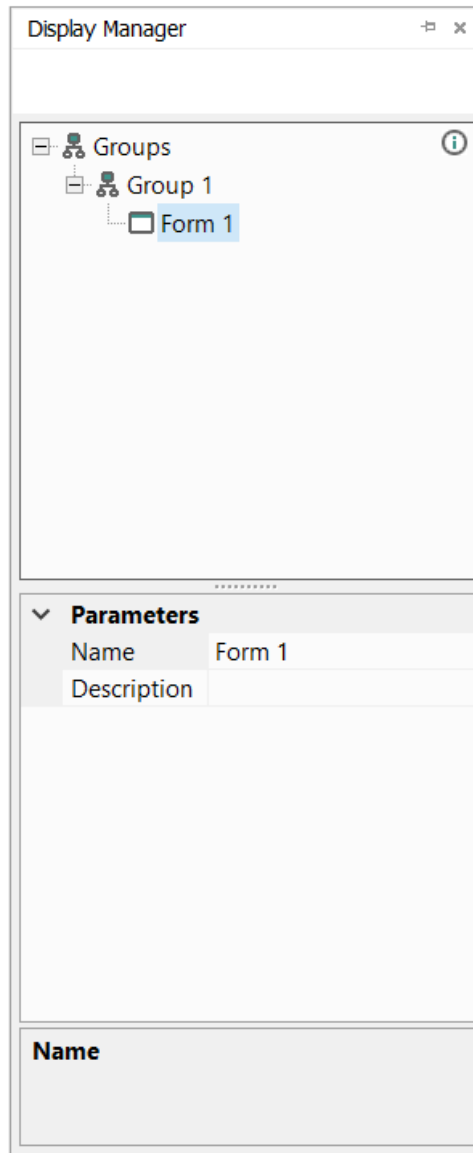 Display Manager
Groups
Group 1
Form 1
Parameters
Name Form 1
Description
Name